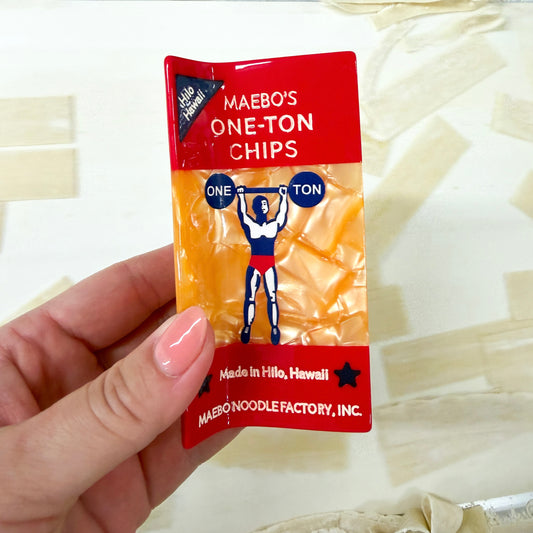 Hilo
Hawaii
MAEBO'S
ONE-TON
CHIPS
ONE TON
Made in Hilo, Hawaii
MAEBO NOODLE FACTORY, INC.